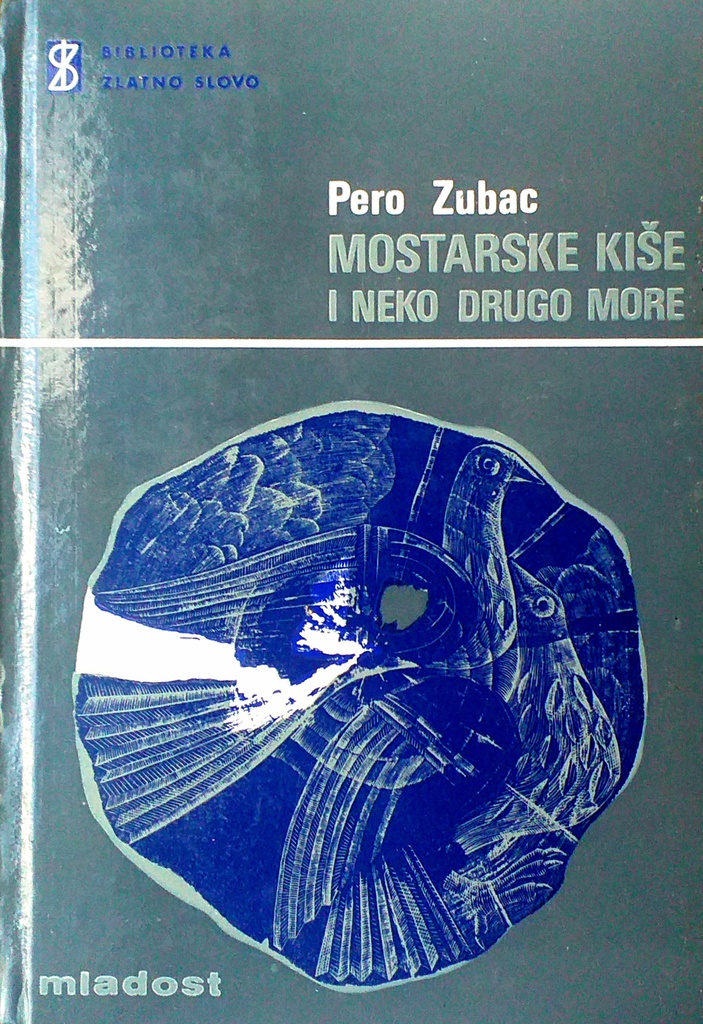 BIBLIOTEKA
ZLATNO SLOVO
Pero Zubac
MOSTARSKE KIŠE
I NEKO DRUGO MORE
mladost